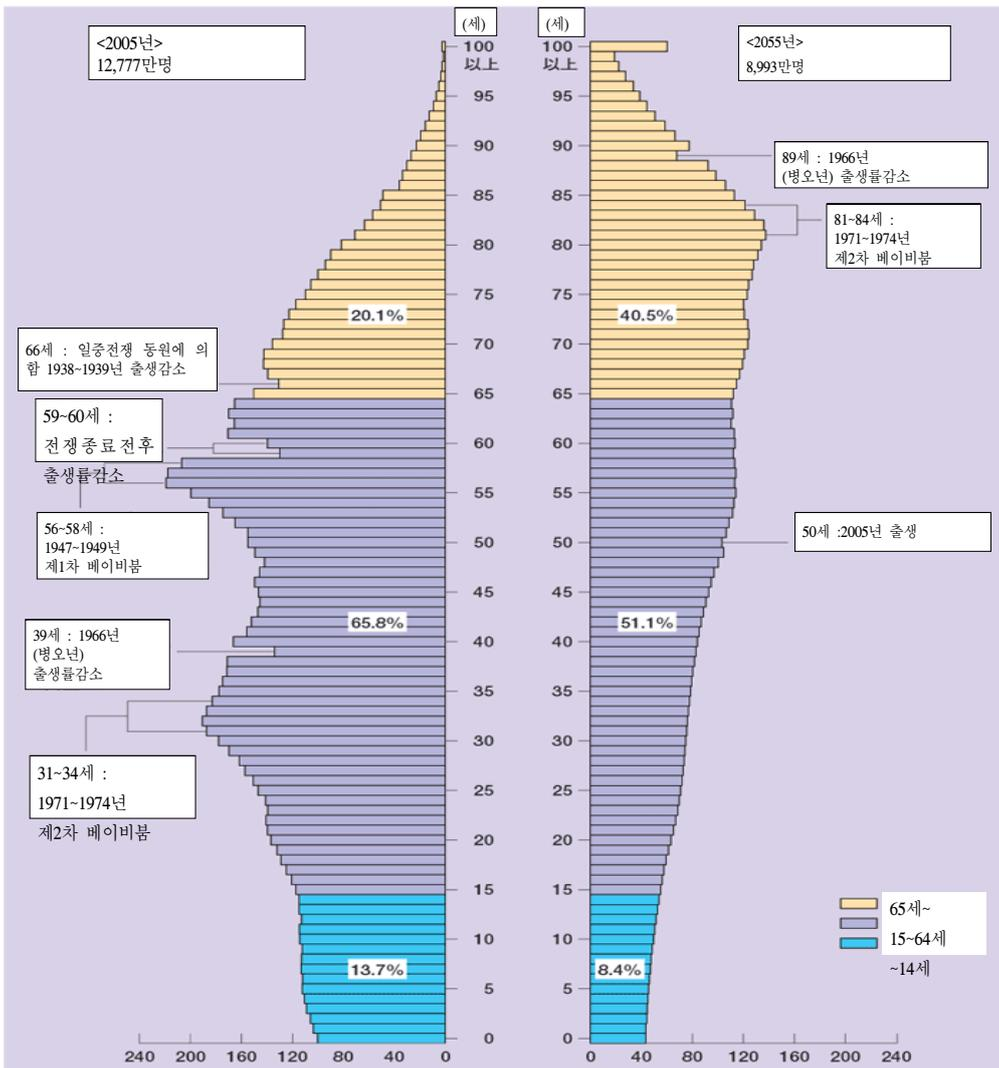 <2005년>
12,777만명
(세)
(세)
<2055년>
8,993만명
100
以上
95
90
85
80
75
70
65
60
55
50
45
40
35
30
25
20
15
10
5
0
100
以上
95
90
85
80
75
70
65
60
55
50
45
40
35
30
25
20
15
10
5
0
20.1%
65.8%
13.7%
40.5%
51.1%
8.4%
66세 : 일중전쟁 동원에 의
함 1938~1939년 출생감소
59~60세 :
전쟁종료전후
출생률감소
56~58세 :
1947~1949년
제1차 베이비붐
39세 : 1966년
(병오년)
출생률감소
31~34세 :
1971~1974년
제2차 베이비붐
89세 : 1966년
(병오년) 출생률감소
81~84세 :
1971~1974년
제2차 베이비붐
50세 :2005년 출생
65세~
15~64세
~14세
240 200 160 120 80 40 0
0 40 80 120 160 200 240